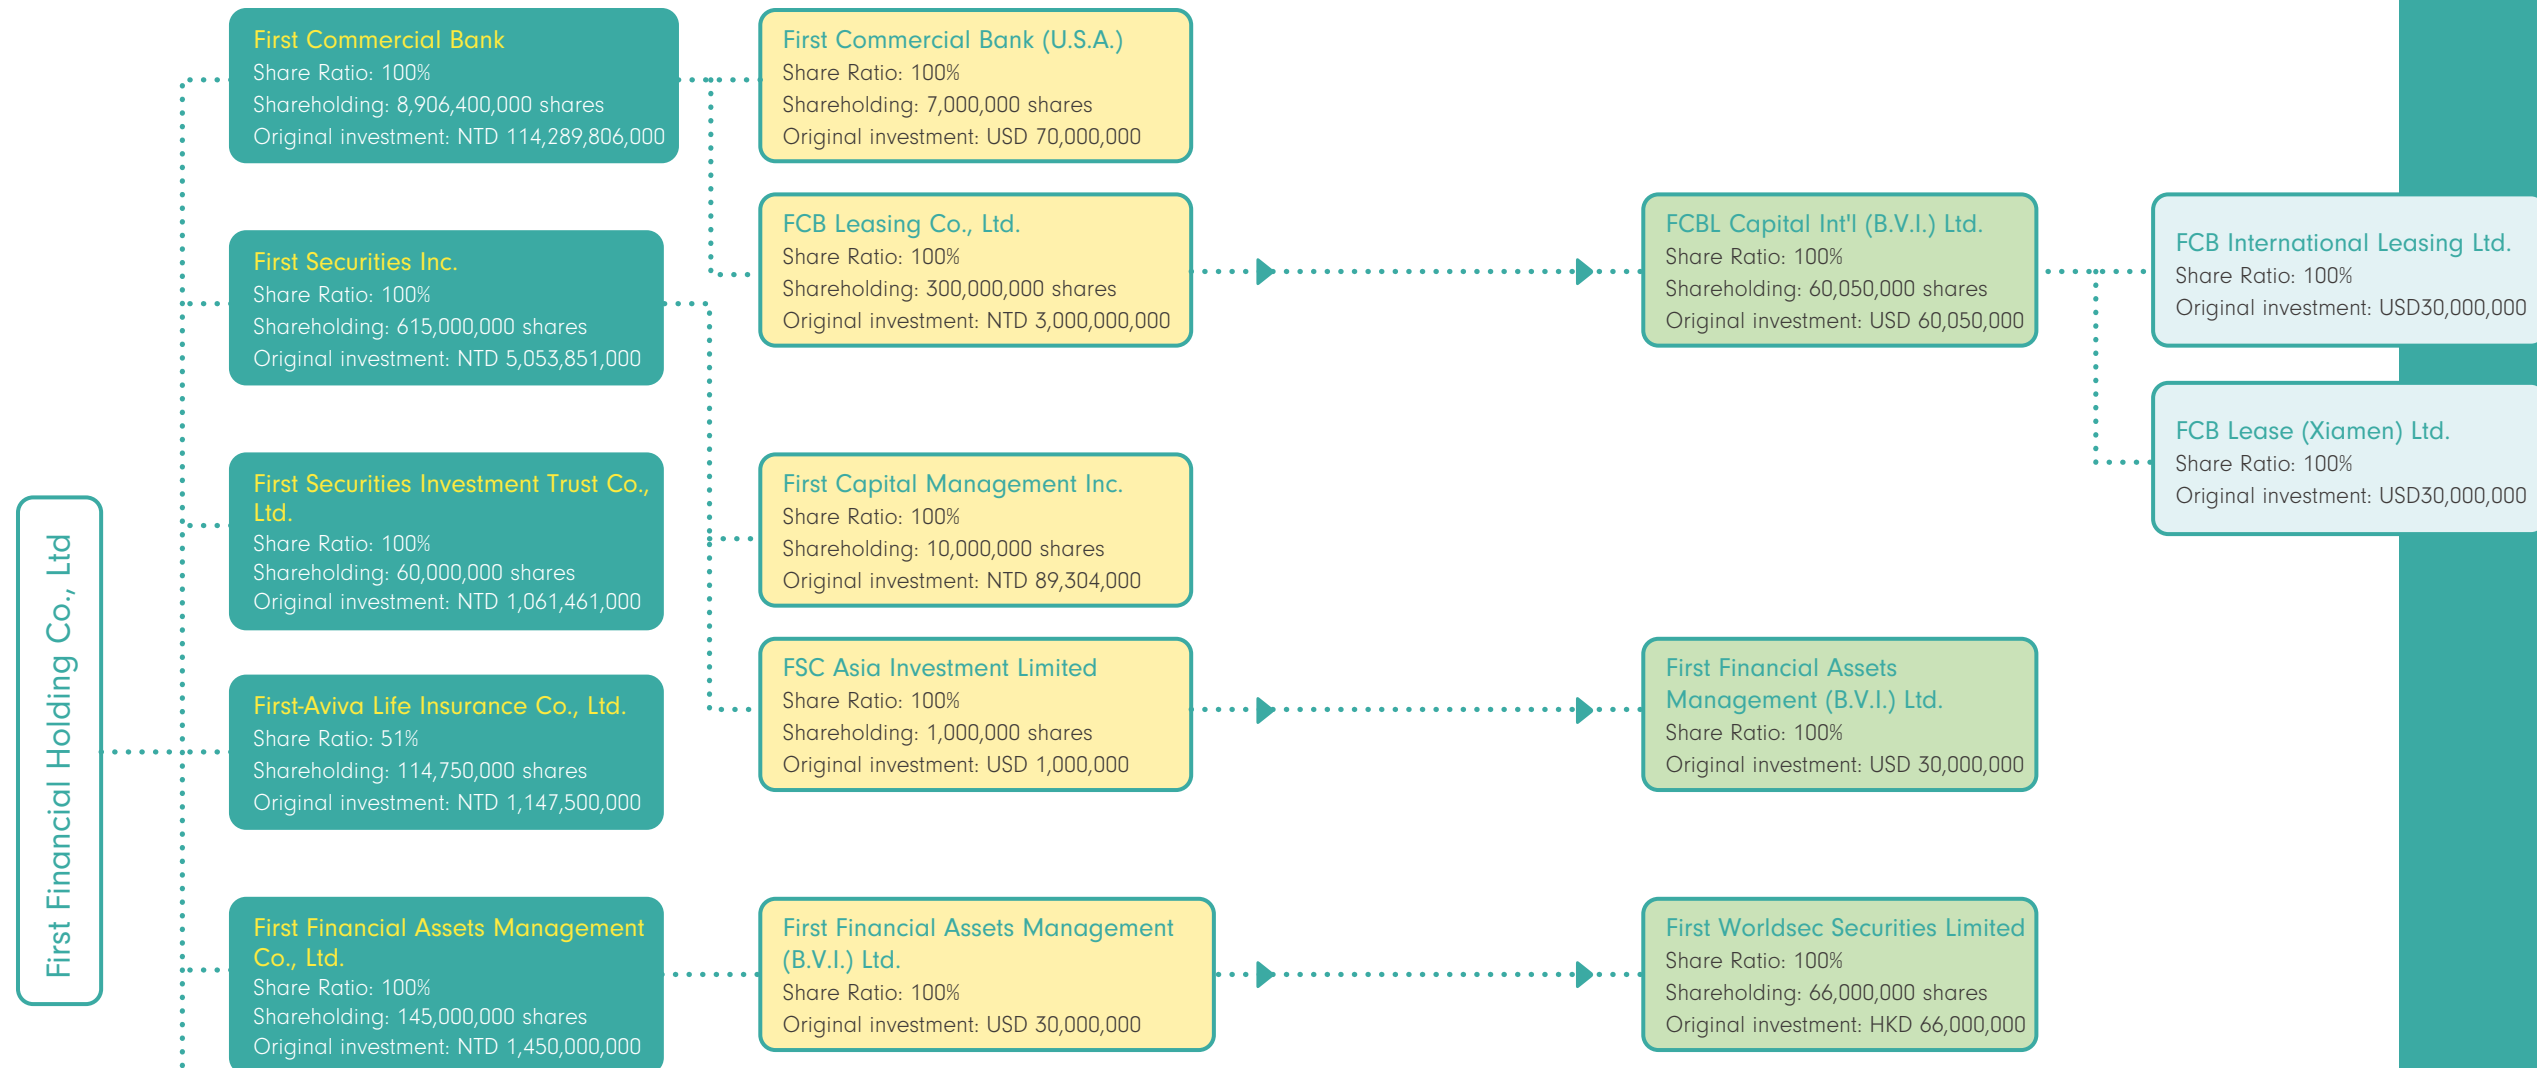 First Financial Holding Co., Ltd
First Commercial Bank
Share Ratio: 100%
Shareholding: 8,906,400,000 shares
Original investment: NTD 114,289,806,000
First Securities Inc.
Share Ratio: 100%
Shareholding: 615,000,000 shares
Original investment: NTD 5,053,851,000
First Securities Investment Trust Co.,
Ltd.
Share Ratio: 100%
Shareholding: 60,000,000 shares
Original investment: NTD 1,061,461,000
First-Aviva Life Insurance Co., Ltd.
Share Ratio: 51%
Shareholding: 114,750,000 shares
Original investment: NTD 1,147,500,000
First Financial Assets Management
Co., Ltd.
Share Ratio: 100%
Shareholding: 145,000,000 shares
Original investment: NTD 1,450,000,000
First Commercial Bank (U.S.A.)
Share Ratio: 100%
Shareholding: 7,000,000 shares
Original investment: USD 70,000,000
FCB Leasing Co., Ltd.
Share Ratio: 100%
Shareholding: 300,000,000 shares
Original investment: NTD 3,000,000,000
First Capital Management Inc.
Share Ratio: 100%
Shareholding: 10,000,000 shares
Original investment: NTD 89,304,000
FSC Asia Investment Limited
Share Ratio: 100%
Shareholding: 1,000,000 shares
Original investment: USD 1,000,000
First Financial Assets Management
(B.V.I.) Ltd.
Share Ratio: 100%
Original investment: USD 30,000,000
FCBL Capital Int'l (B.V.I.) Ltd.
Share Ratio: 100%
Shareholding: 60,050,000 shares
Original investment: USD 60,050,000
First Financial Assets
Management (B.V.I.) Ltd.
Share Ratio: 100%
Original investment: USD 30,000,000
First Worldsec Securities Limited
Share Ratio: 100%
Shareholding: 66,000,000 shares
Original investment: HKD 66,000,000
FCB International Leasing Ltd.
Share Ratio: 100%
Original investment: USD30,000,000
FCB Lease (Xiamen) Ltd.
Share Ratio: 100%
Original investment: USD30,000,000